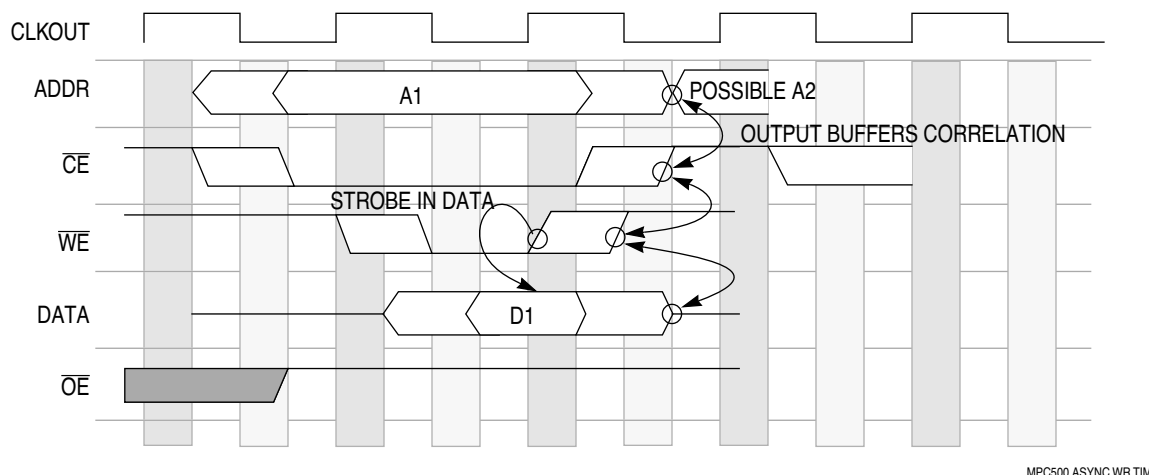 CLKOUT
ADDR
A1
POSSIBLE A2
OUTPUT BUFFERS CORRELATION
CE
STROBE IN DATA
WE
DATA
D1
OE
MPC500 ASYNC WR TIM